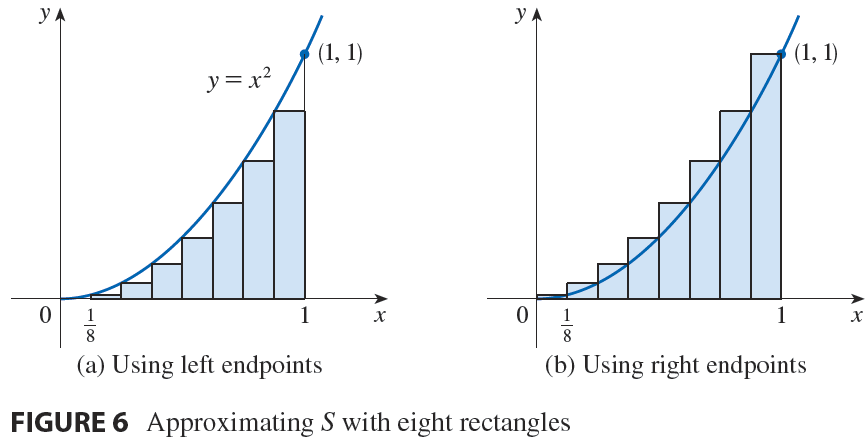 y
y = x²
(1, 1)
0
1/8
1
x
(a) Using left endpoints
y
(1, 1)
0
1/8
1
x
(b) Using right endpoints
FIGURE 6 Approximating S with eight rectangles